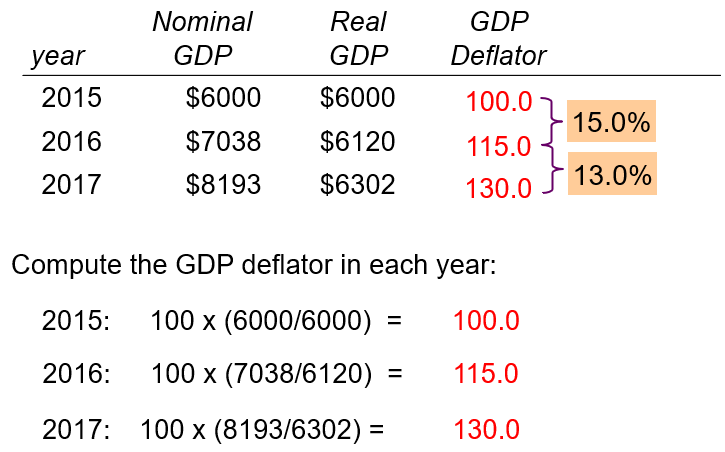 Nominal Real GDP
year GDP GDP Deflator
2015 $6000 $6000 100.0
15.0%
2016 $7038 $6120 115.0
13.0%
2017 $8193 $6302 130.0
Compute the GDP deflator in each year:
2015: 100 x (6000/6000) = 100.0
2016: 100 x (7038/6120) = 115.0
2017: 100 x (8193/6302) = 130.0